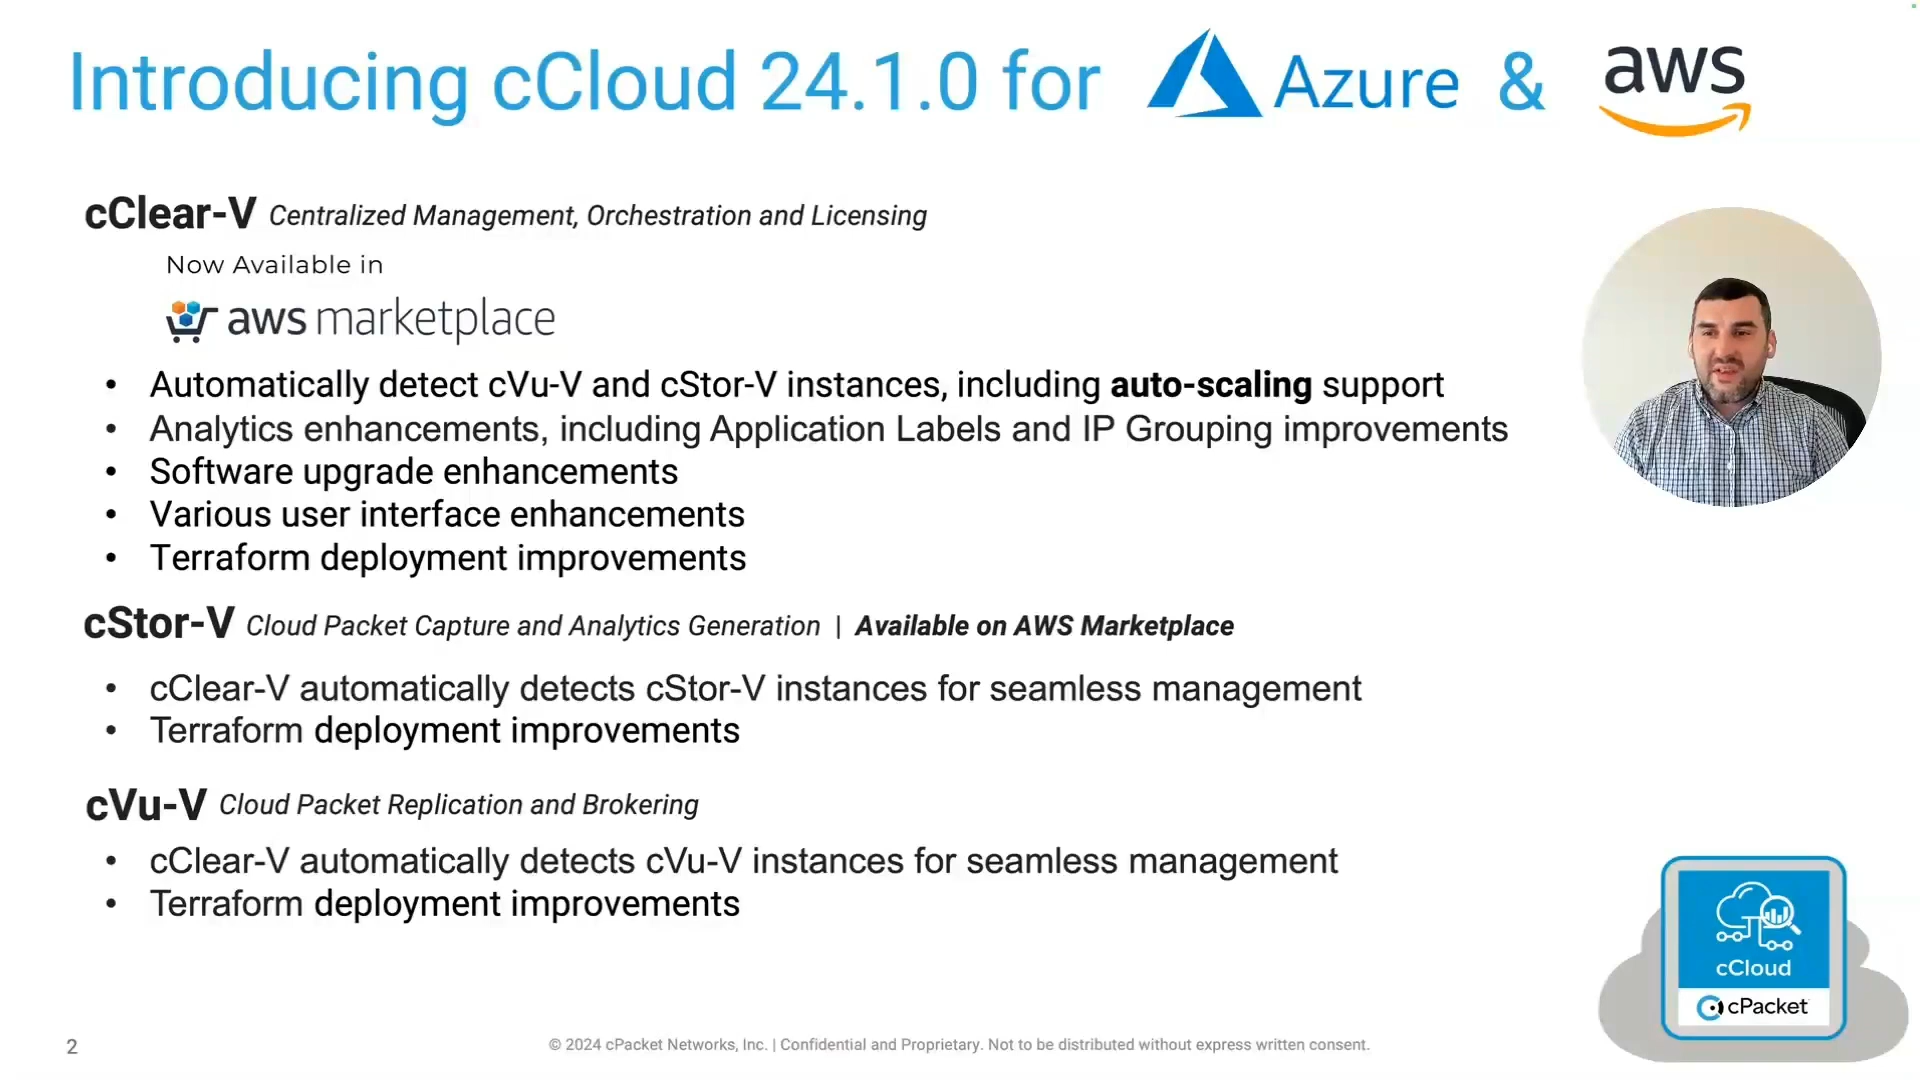 Introducing cCloud 24.1.0 for Azure & aws
cClear-V Centralized Management, Orchestration and Licensing
Now Available in
aws marketplace
• Automatically detect cVu-V and cStor-V instances, including auto-scaling support
• Analytics enhancements, including Application Labels and IP Grouping improvements
• Software upgrade enhancements
• Various user interface enhancements
• Terraform deployment improvements
cStor-V Cloud Packet Capture and Analytics Generation | Available on AWS Marketplace
• cClear-V automatically detects cStor-V instances for seamless management
• Terraform deployment improvements
cVu-V Cloud Packet Replication and Brokering
• cClear-V automatically detects cVu-V instances for seamless management
• Terraform deployment improvements
cCloud
cPacket
2
© 2024 cPacket Networks, Inc. | Confidential and Proprietary. Not to be distributed without express written consent.